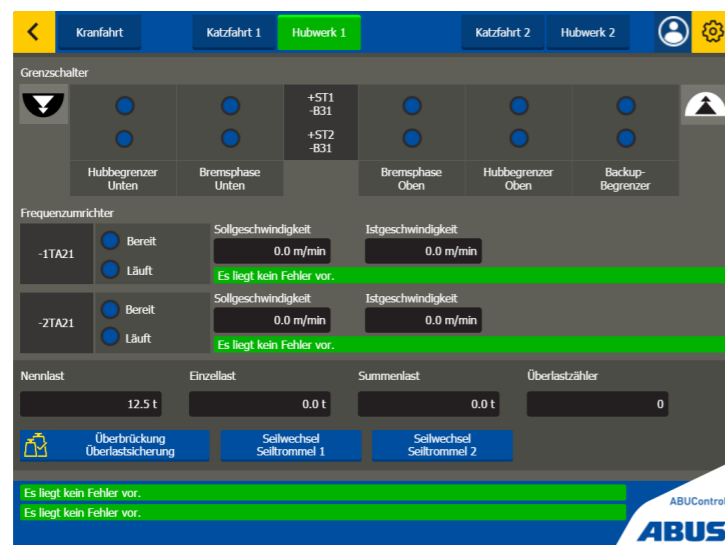 Kranfahrt Katzfahrt 1 Hubwerk 1 Katzfahrt 2 Hubwerk 2
Grenzschalter
+ST1
-B31
+ST2
-B31
Hubbegrenzer
Unten
Bremsphase
Unten
Bremsphase
Oben
Hubbegrenzer
Oben
Backup-
Begrenzer
Frequenzumrichter
-1TA21
Bereit
Läuft
Sollgeschwindigkeit Istgeschwindigkeit
0.0 m/min 0.0 m/min
Es liegt kein Fehler vor.
-2TA21
Bereit
Läuft
Sollgeschwindigkeit Istgeschwindigkeit
0.0 m/min 0.0 m/min
Es liegt kein Fehler vor.
Nennlast Einzellast Summenlast Überlastzähler
12.5 t 0.0 t 0.0 t 0
Überbrückung
Überlastsicherung
Seilwechsel
Seiltrommel 1
Seilwechsel
Seiltrommel 2
Es liegt kein Fehler vor.
Es liegt kein Fehler vor.
ABUControl
ABUS